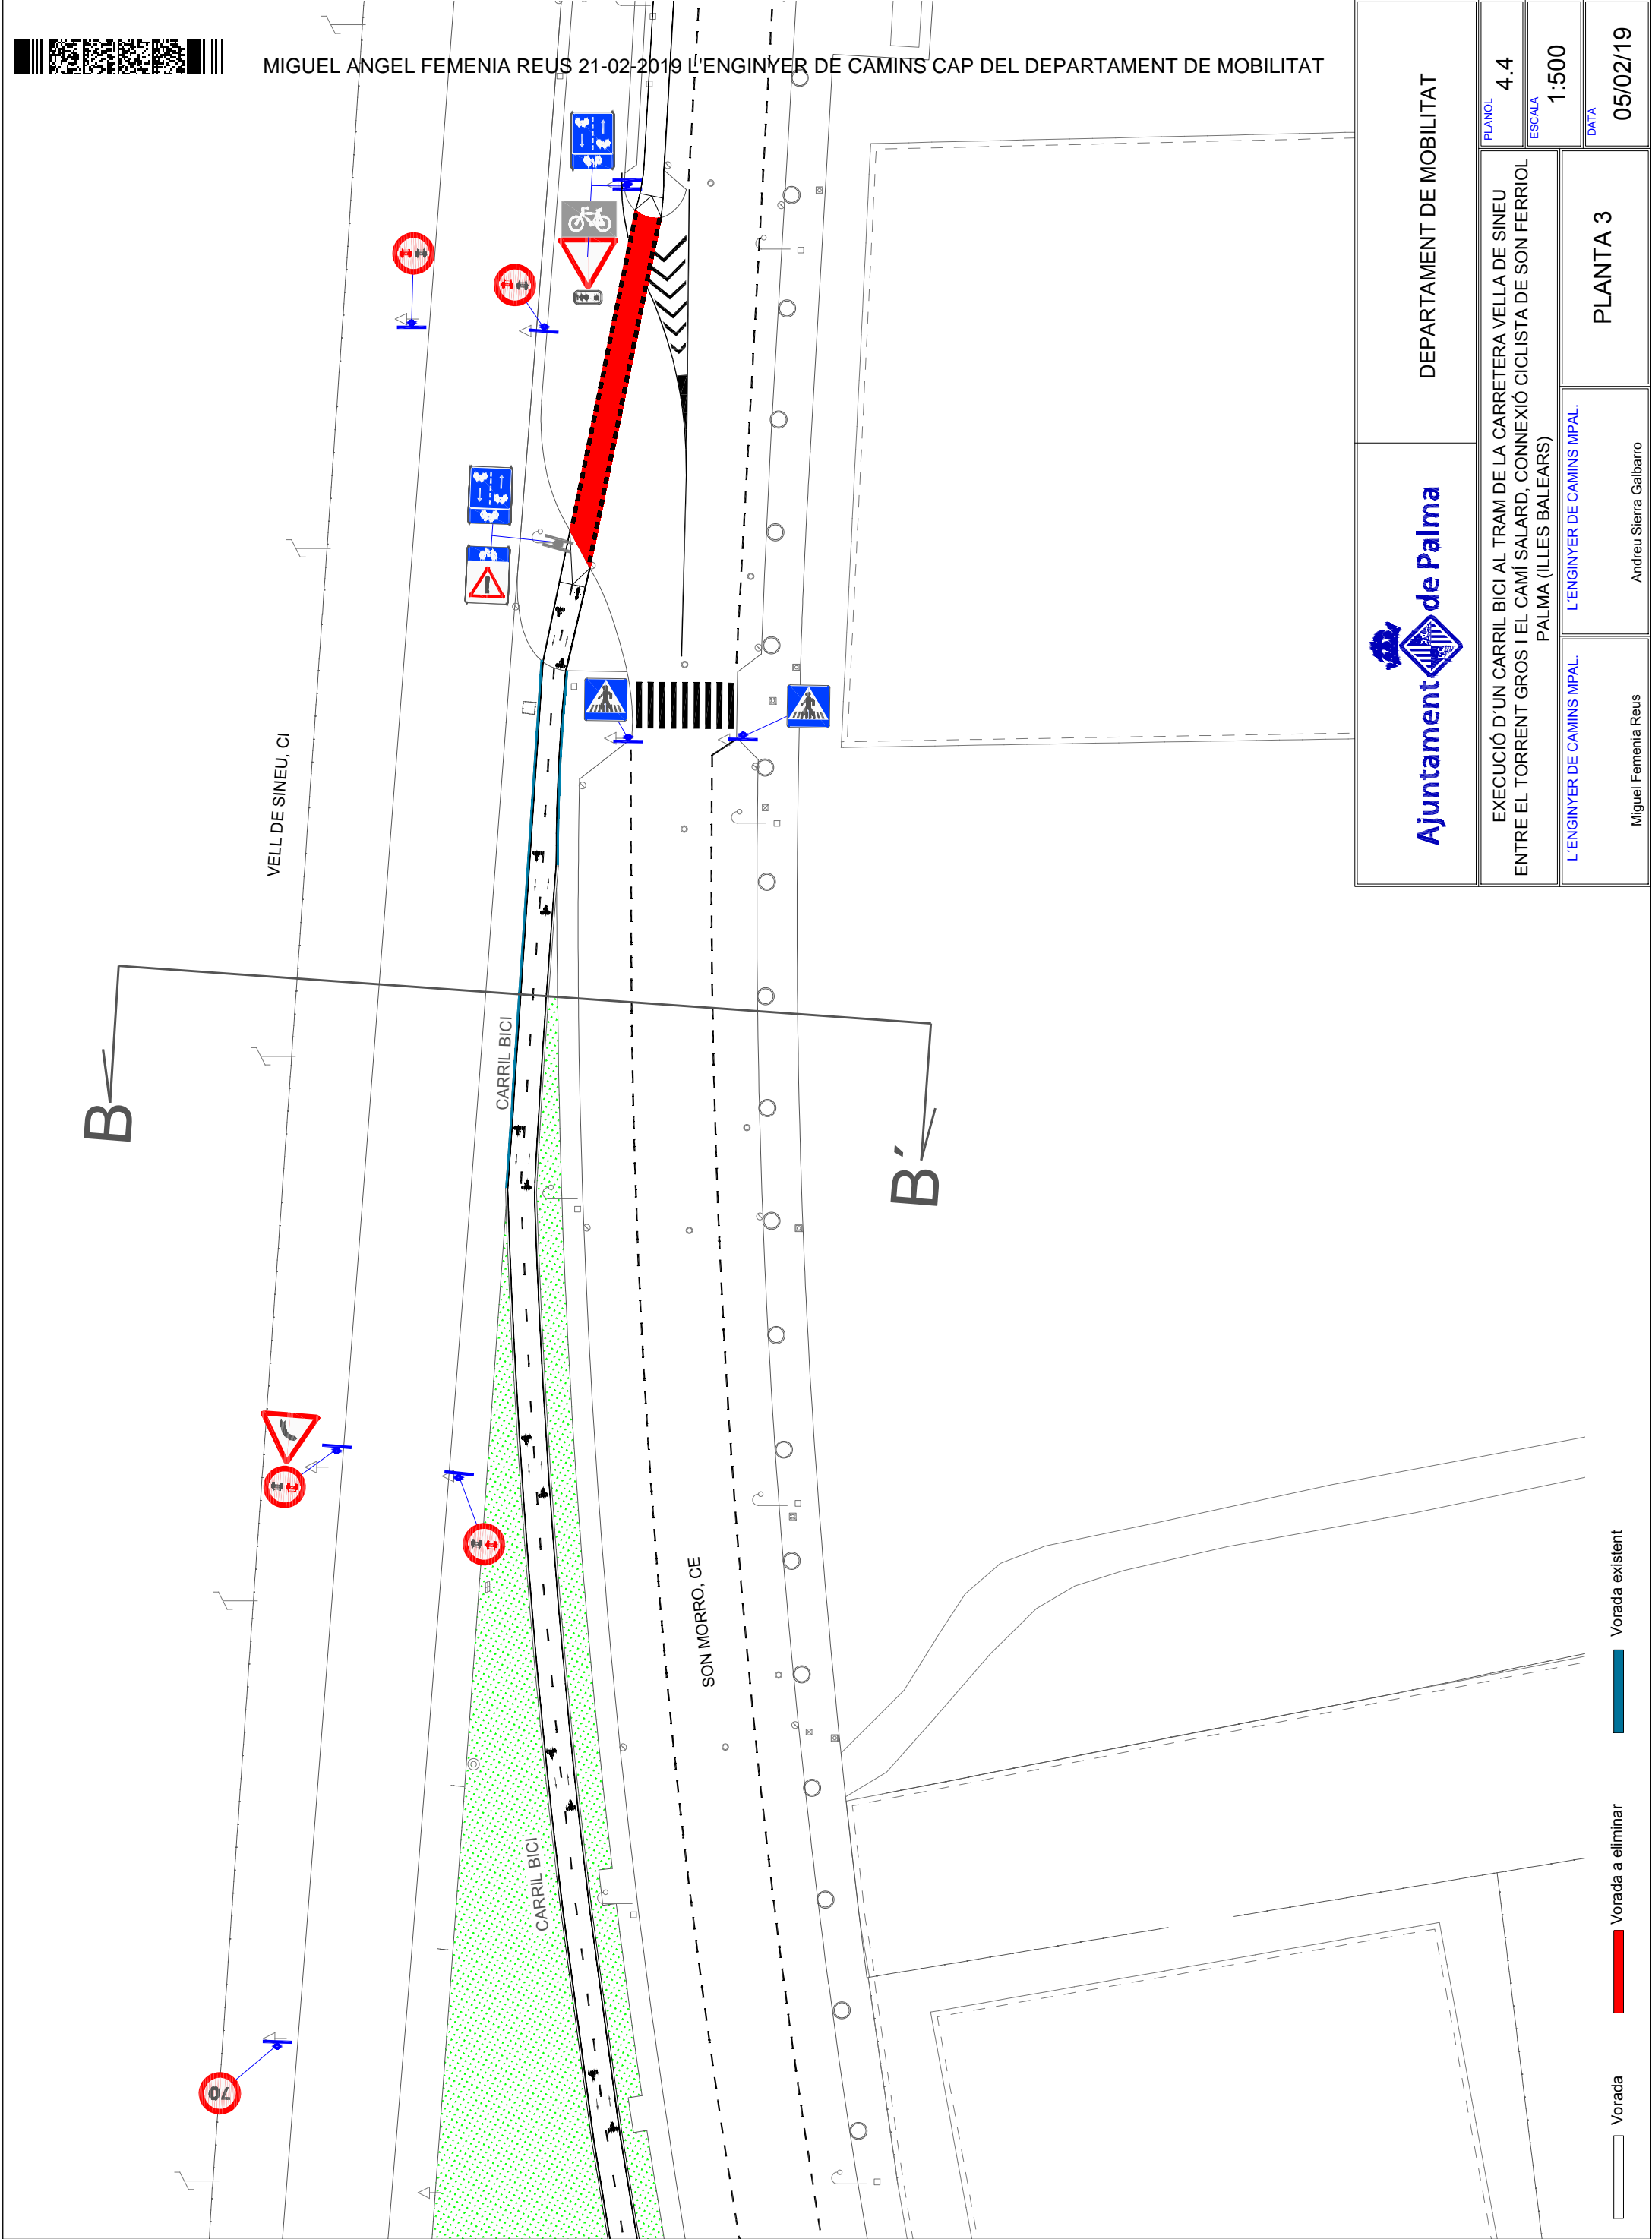 MIGUEL ANGEL FEMENIA REUS 21-02-2019 L'ENGINYER DE CAMINS CAP DEL DEPARTAMENT DE MOBILITAT
VELL DE SINEU, CI
CARRIL BICI
CARRIL BICI
SON MORRO, CE
B
B´
70
Vorada
Vorada a eliminar
Vorada existent
Ajuntament de Palma
DEPARTAMENT DE MOBILITAT
EXECUCIÓ D'UN CARRIL BICI AL TRAM DE LA CARRETERA VELLA DE SINEU
ENTRE EL TORRENT GROS I EL CAMÍ SALARD, CONNEXIÓ CICLISTA DE SON FERRIOL
PALMA (ILLES BALEARS)
PLANOL
4.4
ESCALA
1:500
DATA
05/02/19
L'ENGINYER DE CAMINS MPAL.
Miguel Femenia Reus
L'ENGINYER DE CAMINS MPAL.
Andreu Sierra Galbarro
PLANTA 3